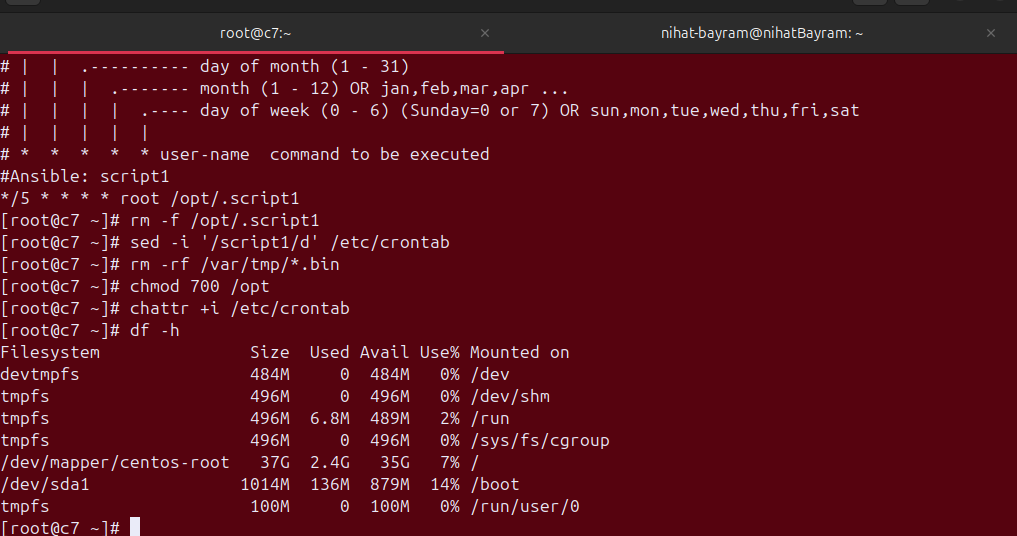 root@c7:~ × nihat-bayram@nihatBayram: ~ ×
# |  |  .---------- day of month (1 - 31)
# |  |  |  .------- month (1 - 12) OR jan,feb,mar,apr ...
# |  |  |  |  .---- day of week (0 - 6) (Sunday=0 or 7) OR sun,mon,tue,wed,thu,fri,sat
# |  |  |  |  |
# *  *  *  *  * user-name  command to be executed
#Ansible: script1
*/5 * * * * root /opt/.script1
[root@c7 ~]# rm -f /opt/.script1
[root@c7 ~]# sed -i '/script1/d' /etc/crontab
[root@c7 ~]# rm -rf /var/tmp/*.bin
[root@c7 ~]# chmod 700 /opt
[root@c7 ~]# chattr +i /etc/crontab
[root@c7 ~]# df -h
Filesystem               Size  Used Avail Use% Mounted on
devtmpfs                 484M     0  484M   0% /dev
tmpfs                    496M     0  496M   0% /dev/shm
tmpfs                    496M  6.8M  489M   2% /run
tmpfs                    496M     0  496M   0% /sys/fs/cgroup
/dev/mapper/centos-root   37G  2.4G   35G   7% /
/dev/sda1               1014M  136M  879M  14% /boot
tmpfs                    100M     0  100M   0% /run/user/0
[root@c7 ~]#